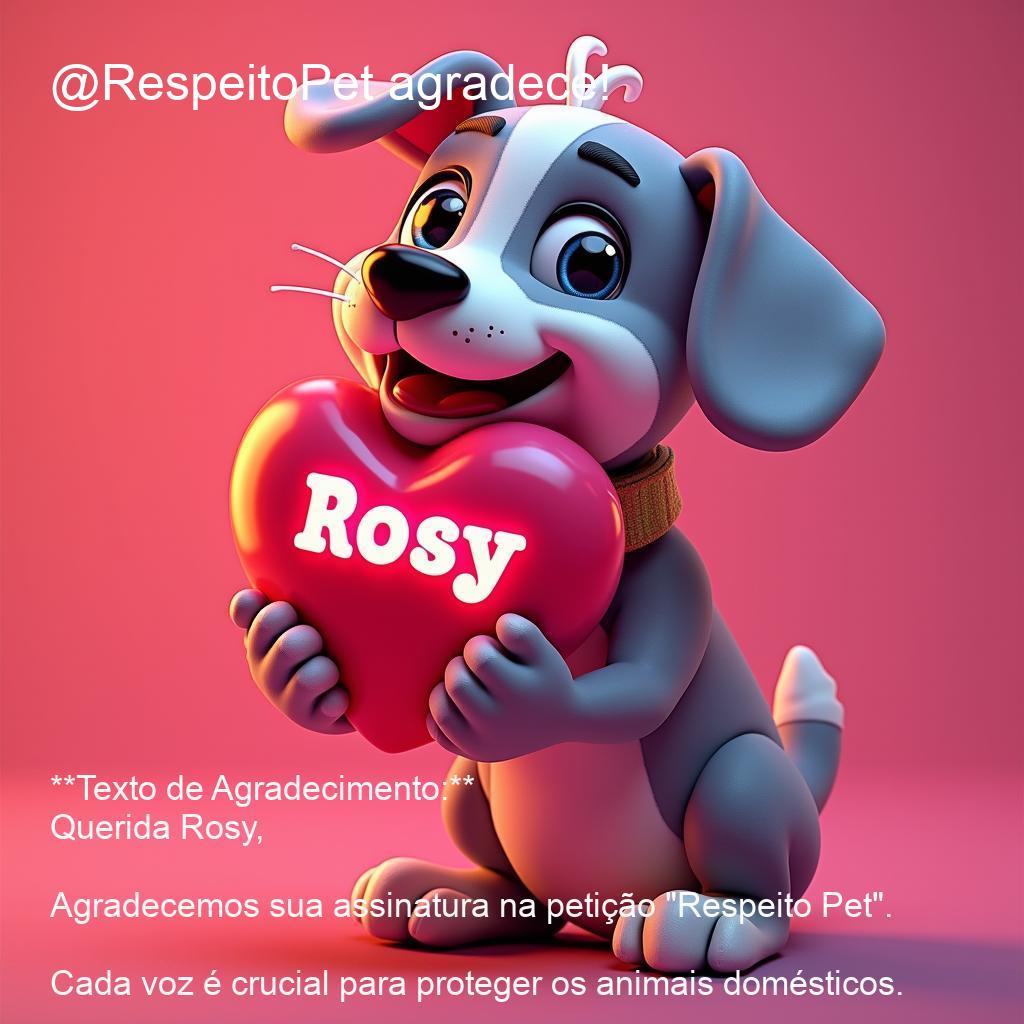 @RespeitoPet agradece!
Rosy
**Texto de Agradecimento:**
Querida Rosy,
Agradecemos sua assinatura na petição "Respeito Pet".
Cada voz é crucial para proteger os animais domésticos.